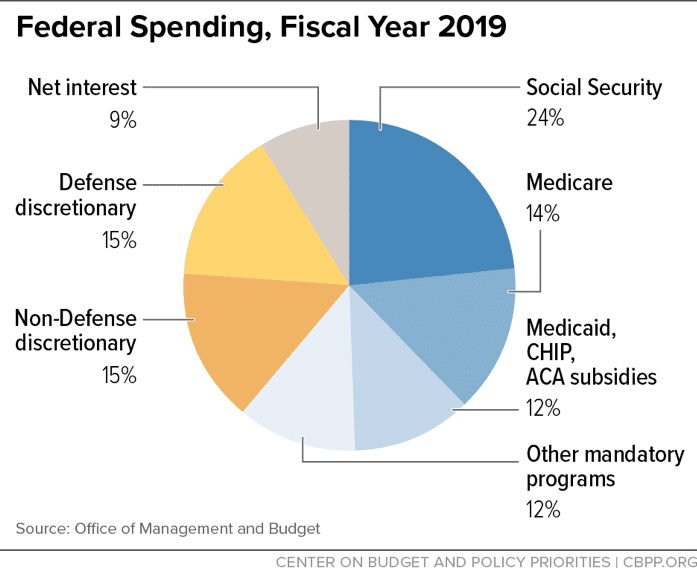 Federal Spending, Fiscal Year 2019
Net interest
9%
Social Security
24%
Defense
discretionary
15%
Medicare
14%
Non-Defense
discretionary
15%
Medicaid,
CHIP,
ACA subsidies
12%
Other mandatory
programs
12%
Source: Office of Management and Budget
CENTER ON BUDGET AND POLICY PRIORITIES | CBPP.ORG